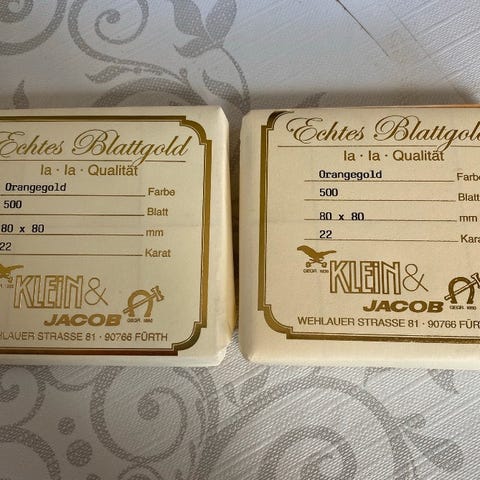 Echtes Blattgold
Ia · Ia · Qualität
Orangegold Farbe
500 Blatt
80 x 80 mm
22 Karat
KLEIN &
JACOB
WEHLAUER STRASSE 81 · 90766 FÜRTH
Echtes Blattgold
Ia · Ia · Qualität
Orangegold Farbe
500 Blatt
80 x 80 mm
22 Karat
KLEIN &
JACOB
WEHLAUER STRASSE 81 · 90766 FÜRTH